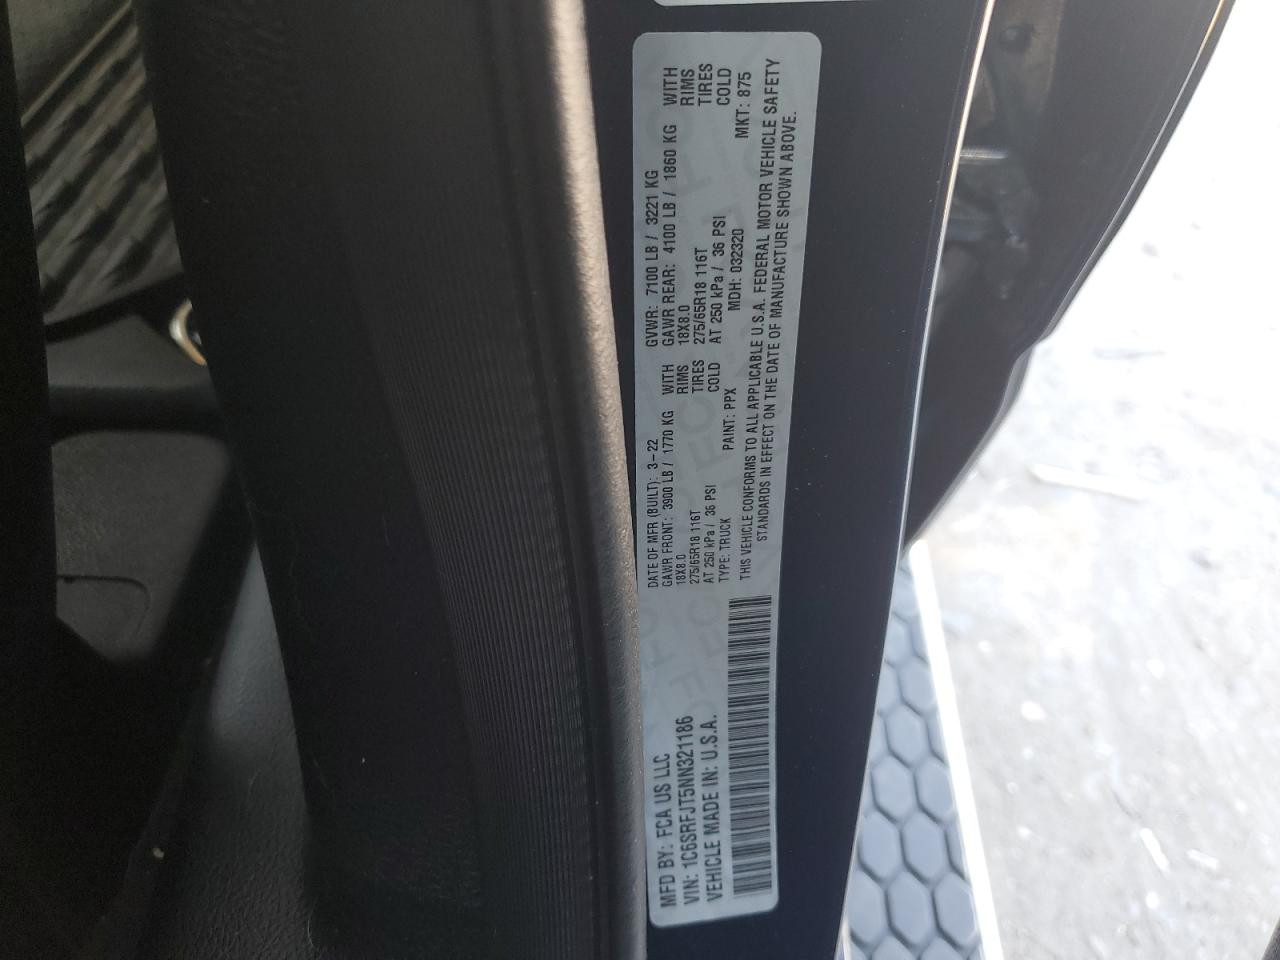 MFD BY: FCA US LLC
VIN: 1C6SRFJT5NN321186
VEHICLE MADE IN: U.S.A.
DATE OF MFR (BUILT): 3-22 GVWR: 7100 LB / 3221 KG
GAWR FRONT: 3900 LB / 1770 KG WITH GAWR REAR: 4100 LB / 1860 KG WITH
18X8.0 RIMS 18X8.0 RIMS
275/65R18 116T TIRES 275/65R18 116T TIRES
AT 250 kPa / 36 PSI COLD AT 250 kPa / 36 PSI COLD
TYPE: TRUCK PAINT: PPX MDH: 032320 MKT: 875
THIS VEHICLE CONFORMS TO ALL APPLICABLE U.S.A. FEDERAL MOTOR VEHICLE SAFETY
STANDARDS IN EFFECT ON THE DATE OF MANUFACTURE SHOWN ABOVE.